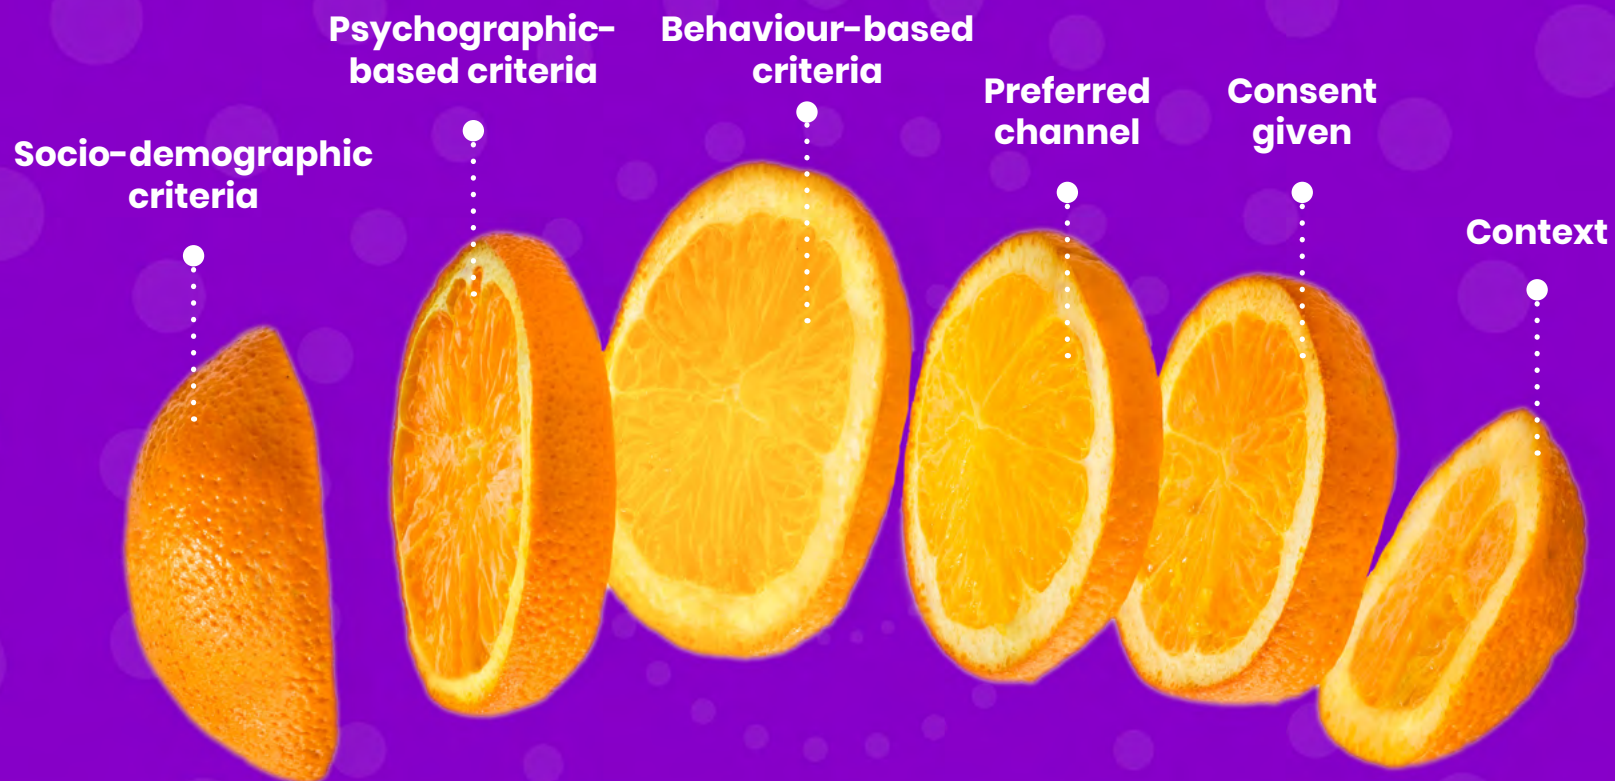 Socio-demographic
criteria
Psychographic-
based criteria
Behaviour-based
criteria
Preferred
channel
Consent
given
Context